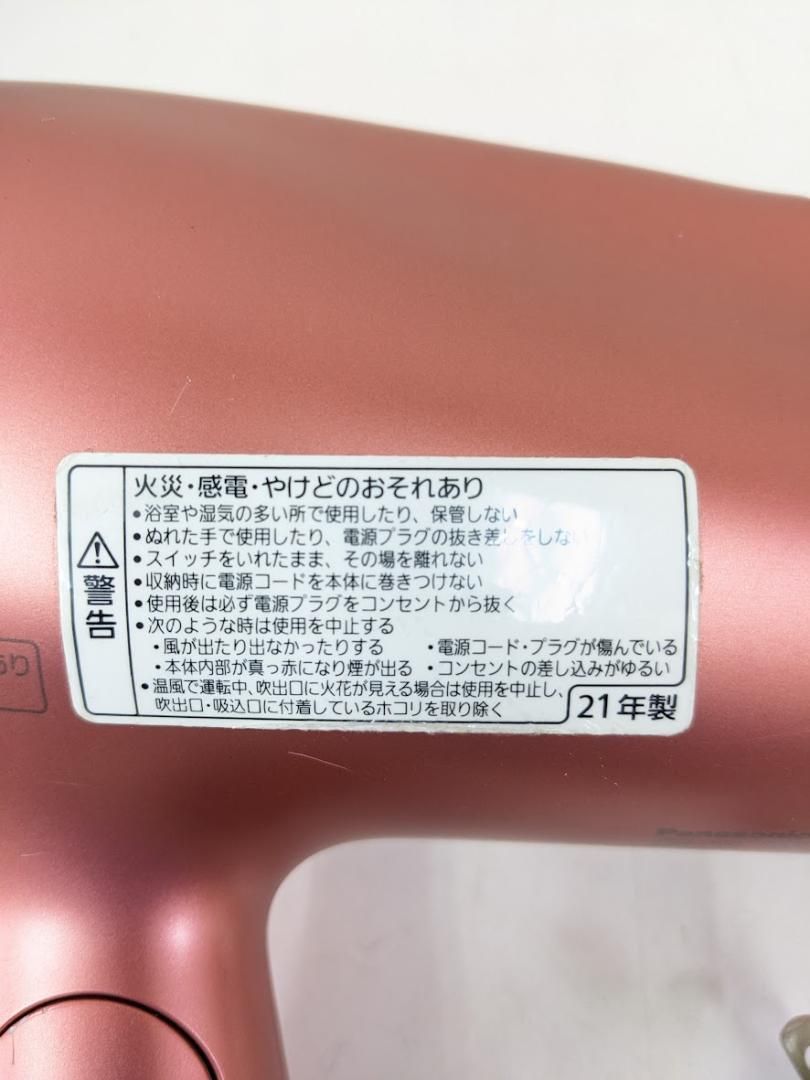 警告
火災・感電・やけどのおそれあり
•浴室や湿気の多い所で使用したり、保管しない
•ぬれた手で使用したり、電源プラグの抜き差しをしない
•スイッチをいれたまま、その場を離れない
•収納時に電源コードを本体に巻きつけない
•使用後は必ず電源プラグをコンセントから抜く
•次のような時は使用を中止する
・風が出たり出なかったりする ・電源コード・プラグが傷んでいる
・本体内部が真っ赤になり煙が出る ・コンセントの差し込みがゆるい
•温風で運転中、吹出口に火花が見える場合は使用を中止し、
吹出口・吸込口に付着しているホコリを取り除く
21年製
Panasonic